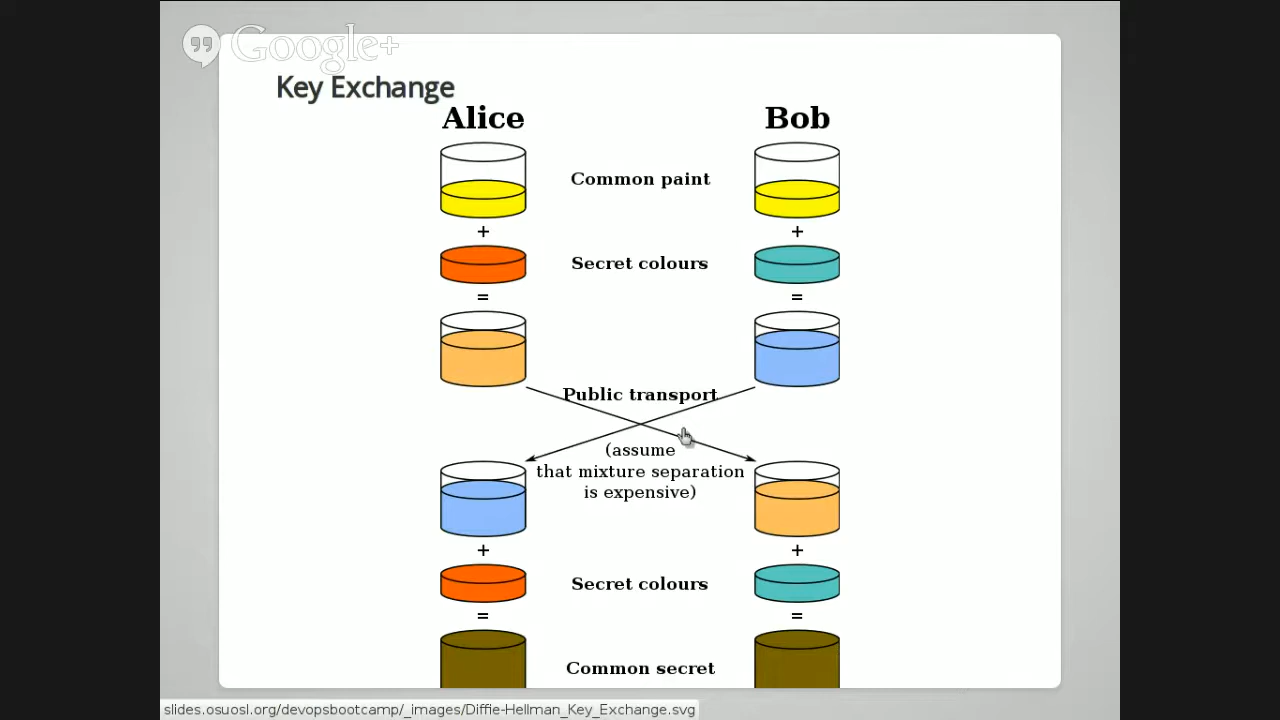 Google+
Key Exchange
Alice
Bob
Common paint
+
+
Secret colours
=
=
Public transport
(assume
that mixture separation
is expensive)
+
+
Secret colours
=
=
Common secret
slides.osuosl.org/devopsbootcamp/_images/Diffie-Hellman_Key_Exchange.svg